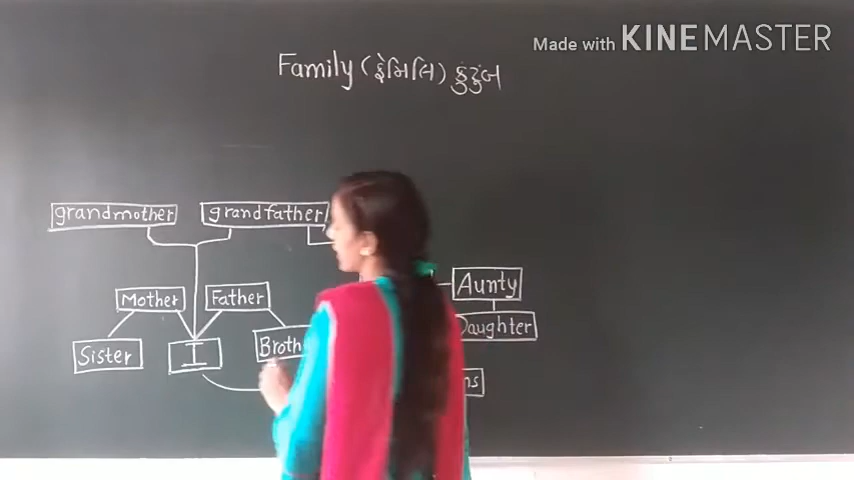 Made with KINEMASTER
Family (ફેમિલિ) કુટુંબ
grandmother grandfather
Mother Father Aunty
Sister I Daughter